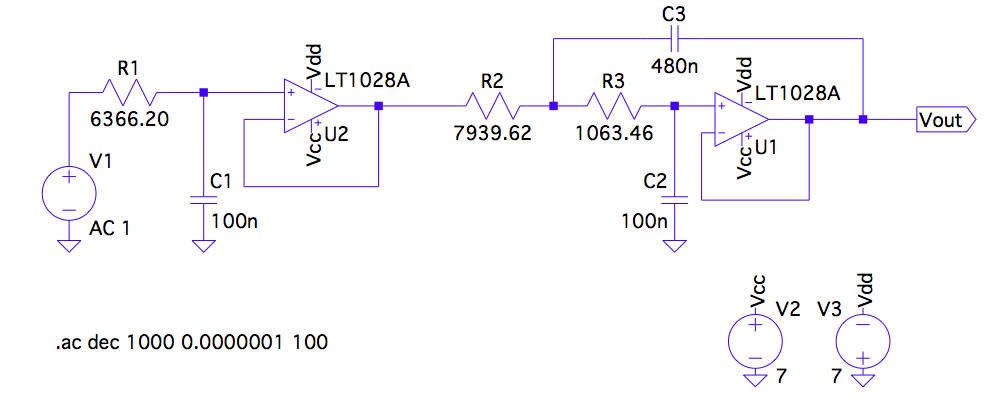 C3
480n
R1
6366.20
Vdd
LT1028A
+
−
−
+
U2
Vcc
R2
7939.62
R3
1063.46
Vdd
LT1028A
+
−
−
+
U1
Vcc
Vout
V1
+
−
AC 1
C1
100n
C2
100n
.ac dec 1000 0.0000001 100
Vcc
V2
+
−
7
Vdd
V3
−
+
7